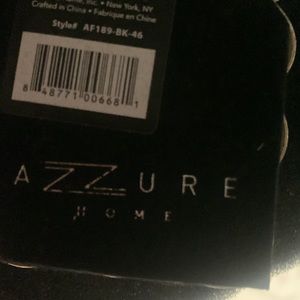 Inc. • New York, NY
Crafted in China • Fabrique en Chine
Style# AF189-BK-46
8 48771 00668 1
AZZURE
HOME